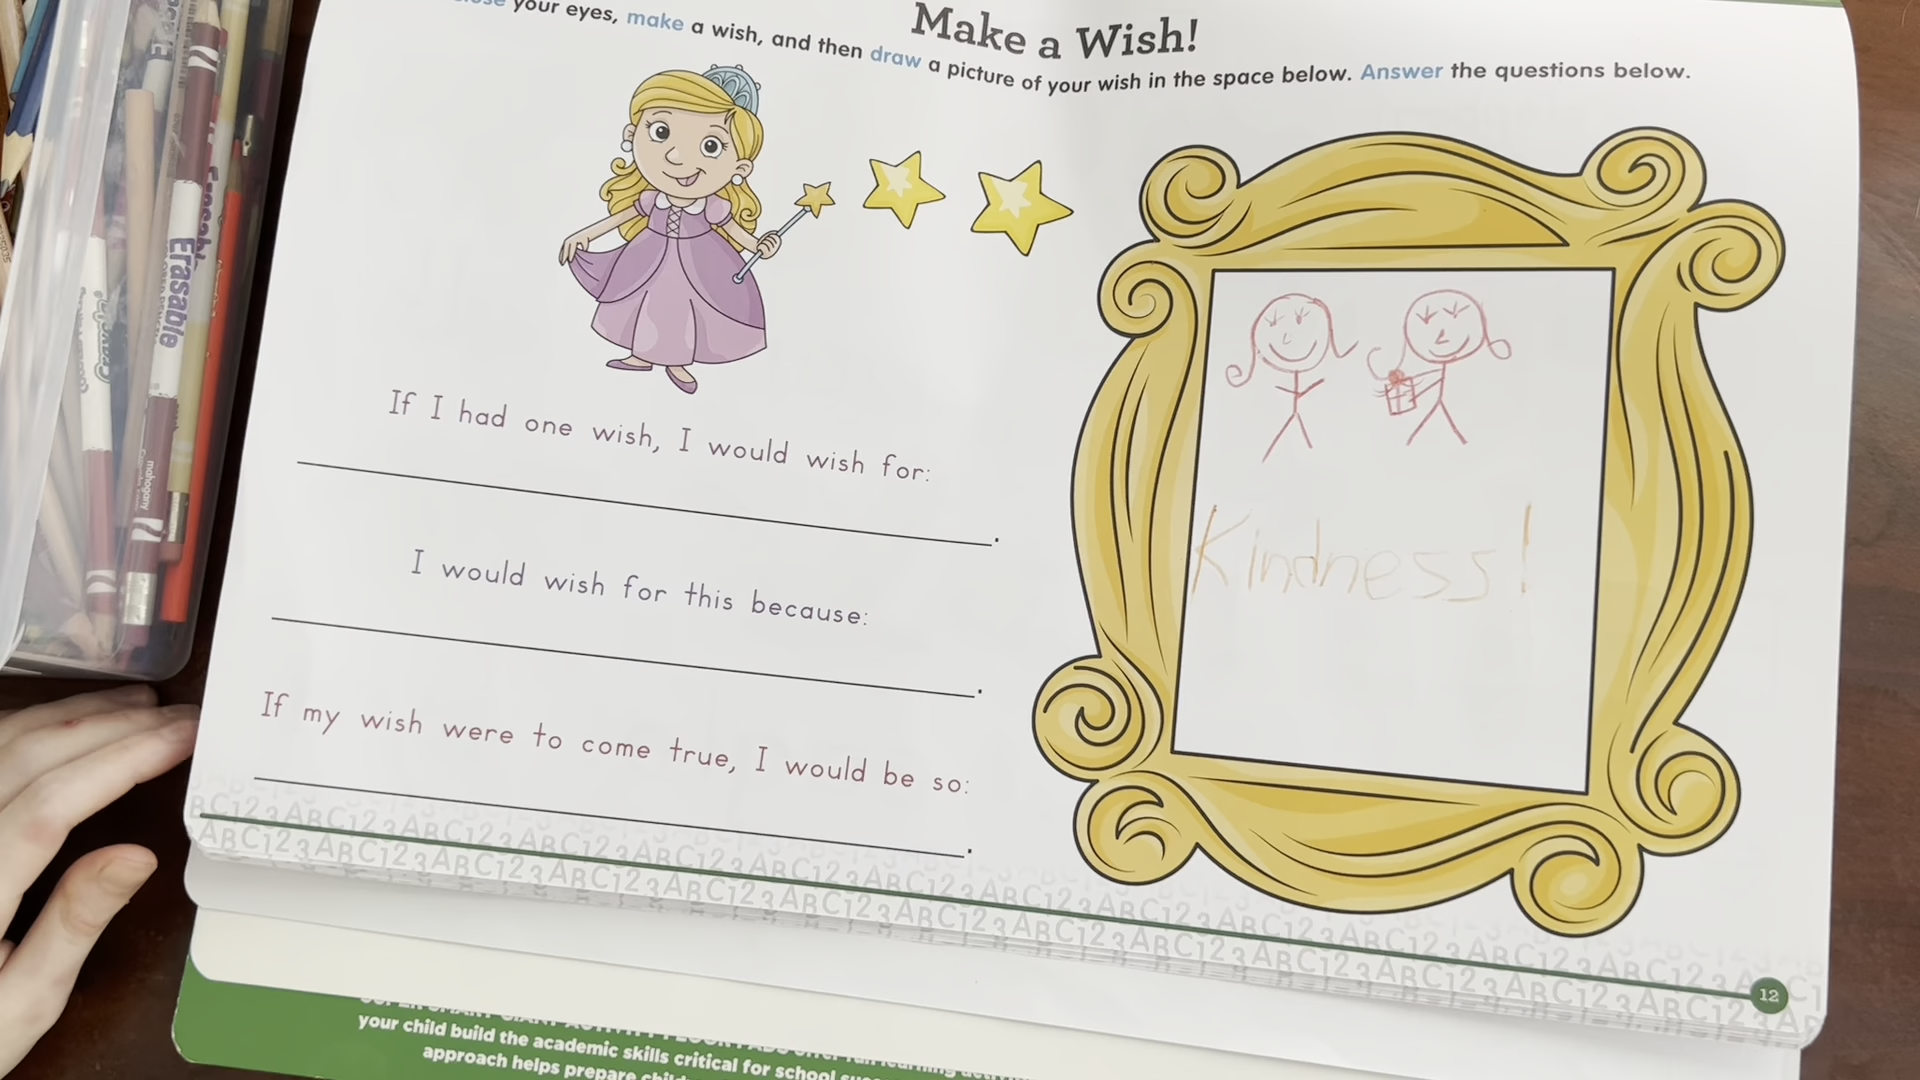 Make a Wish!
your eyes, make a wish, and then draw a picture of your wish in the space below. Answer the questions below.
If I had one wish, I would wish for:
I would wish for this because:
If my wish were to come true, I would be so:
Kindness!
ABC123ABC123ABC123ABC123ABC123ABC123ABC123ABC123ABC123ABC123ABC123
12
your child build the academic skills critical for school
approach helps prepare
Erasable
mahogany